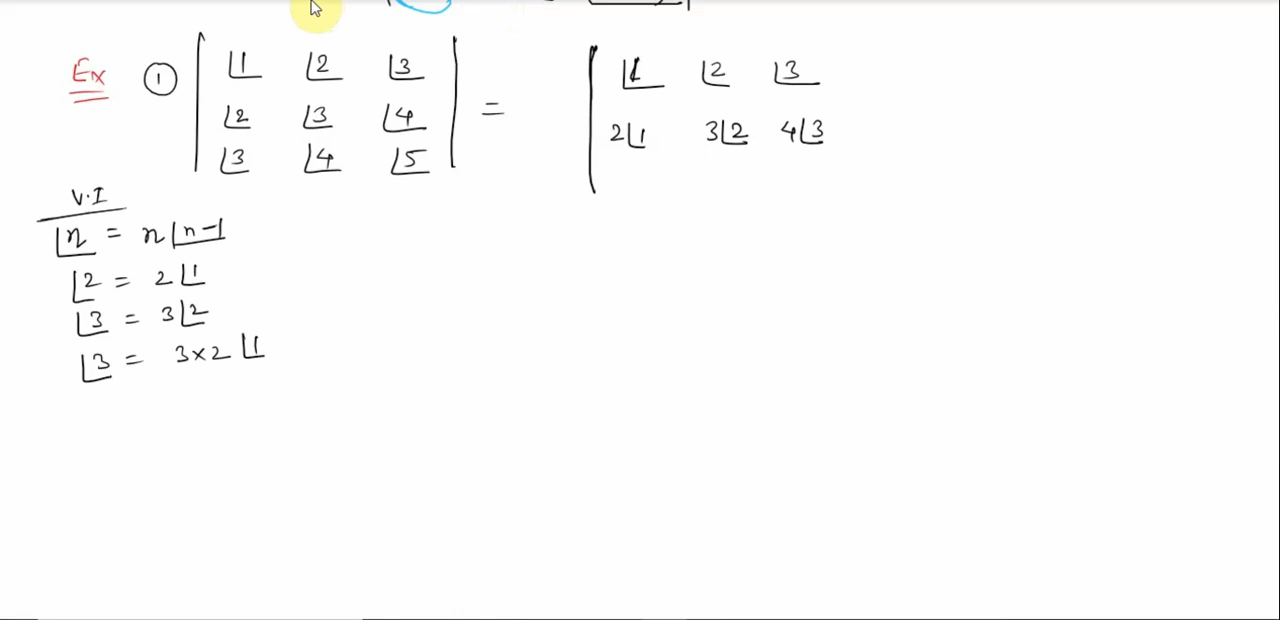 Ex ① | ⌊1 ⌊2 ⌊3 | = | ⌊1 ⌊2 ⌊3
⌊2 ⌊3 ⌊4 2⌊1 3⌊2 4⌊3
⌊3 ⌊4 ⌊5
V.I
⌊n = n⌊n-1
⌊2 = 2⌊1
⌊3 = 3⌊2
⌊3 = 3×2⌊1